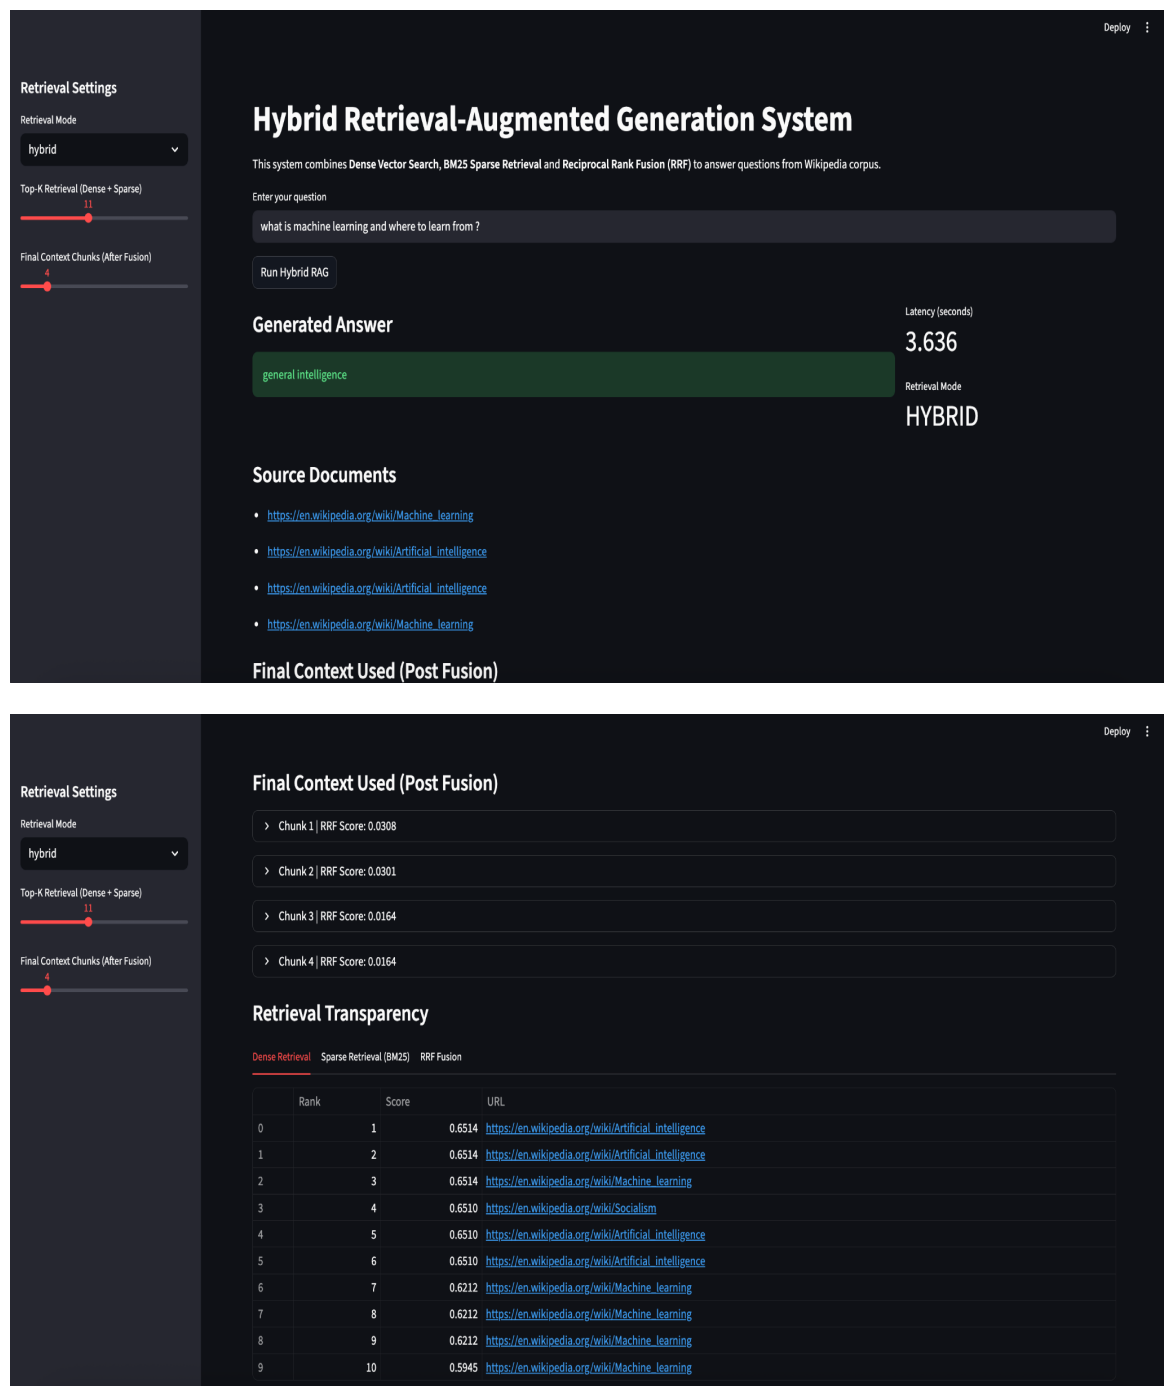 Deploy
Retrieval Settings
Retrieval Mode
hybrid
Top-K Retrieval (Dense + Sparse)
11
Final Context Chunks (After Fusion)
4
Hybrid Retrieval-Augmented Generation System
This system combines Dense Vector Search, BM25 Sparse Retrieval and Reciprocal Rank Fusion (RRF) to answer questions from Wikipedia corpus.
Enter your question
what is machine learning and where to learn from ?
Run Hybrid RAG
Generated Answer
general intelligence
Latency (seconds)
3.636
Retrieval Mode
HYBRID
Source Documents
https://en.wikipedia.org/wiki/Machine_learning
https://en.wikipedia.org/wiki/Artificial_intelligence
https://en.wikipedia.org/wiki/Artificial_intelligence
https://en.wikipedia.org/wiki/Machine_learning
Final Context Used (Post Fusion)
Deploy
Retrieval Settings
Retrieval Mode
hybrid
Top-K Retrieval (Dense + Sparse)
11
Final Context Chunks (After Fusion)
4
Final Context Used (Post Fusion)
Chunk 1 | RRF Score: 0.0308
Chunk 2 | RRF Score: 0.0301
Chunk 3 | RRF Score: 0.0164
Chunk 4 | RRF Score: 0.0164
Retrieval Transparency
Dense Retrieval Sparse Retrieval (BM25) RRF Fusion
Rank Score URL
0 1 0.6514 https://en.wikipedia.org/wiki/Artificial_intelligence
1 2 0.6514 https://en.wikipedia.org/wiki/Artificial_intelligence
2 3 0.6514 https://en.wikipedia.org/wiki/Machine_learning
3 4 0.6510 https://en.wikipedia.org/wiki/Socialism
4 5 0.6510 https://en.wikipedia.org/wiki/Artificial_intelligence
5 6 0.6510 https://en.wikipedia.org/wiki/Artificial_intelligence
6 7 0.6212 https://en.wikipedia.org/wiki/Machine_learning
7 8 0.6212 https://en.wikipedia.org/wiki/Machine_learning
8 9 0.6212 https://en.wikipedia.org/wiki/Machine_learning
9 10 0.5945 https://en.wikipedia.org/wiki/Machine_learning